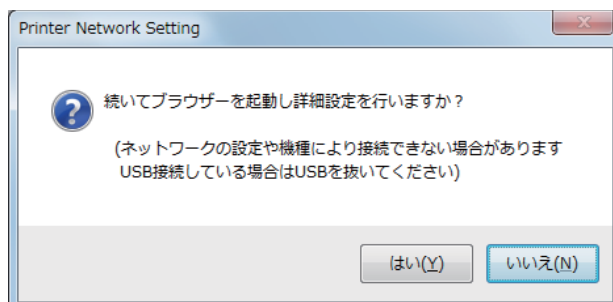 Printer Network Setting
続いてブラウザーを起動し詳細設定を行いますか？
(ネットワークの設定や機種により接続できない場合があります
USB接続している場合はUSBを抜いてください)
はい(Y)
いいえ(N)